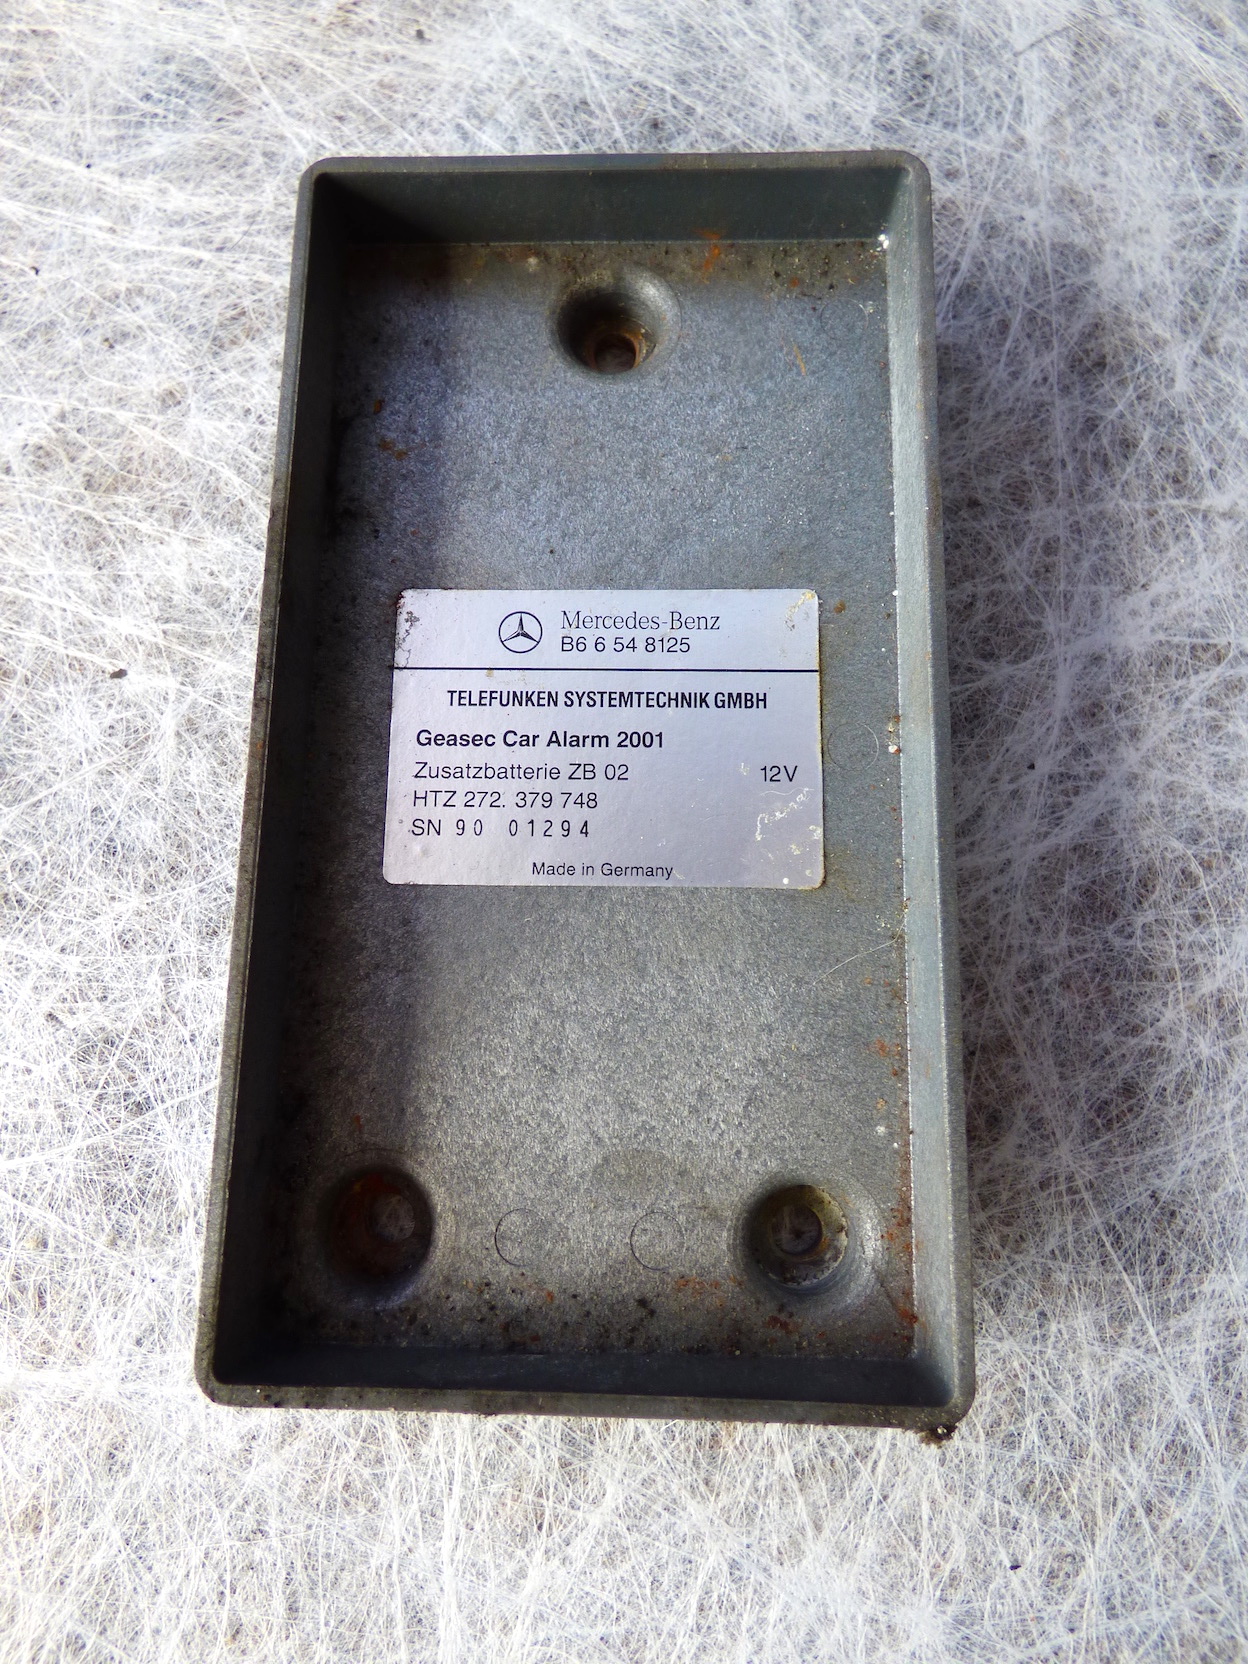 Mercedes-Benz
B6 6 54 8125
TELEFUNKEN SYSTEMTECHNIK GMBH
Geasec Car Alarm 2001
Zusatzbatterie ZB 02 12V
HTZ 272. 379 748
SN 90 01294
Made in Germany